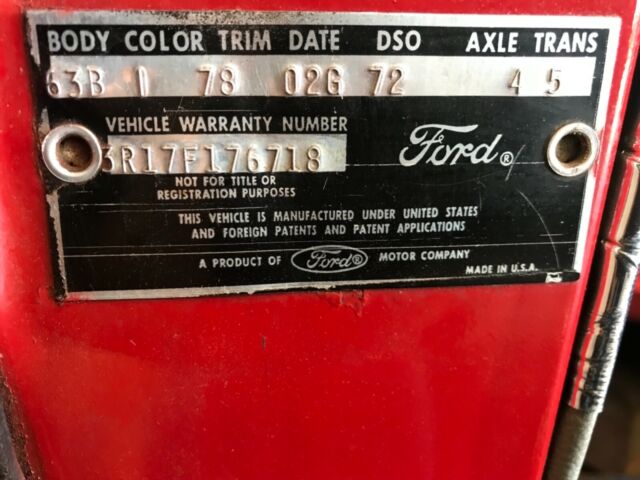 BODY COLOR TRIM DATE DSO AXLE TRANS
63B 78 02G 72 4 5
VEHICLE WARRANTY NUMBER
3R17F176718
Ford®
NOT FOR TITLE OR
REGISTRATION PURPOSES
THIS VEHICLE IS MANUFACTURED UNDER UNITED STATES
AND FOREIGN PATENTS AND PATENT APPLICATIONS
A PRODUCT OF Ford® MOTOR COMPANY
MADE IN U.S.A.